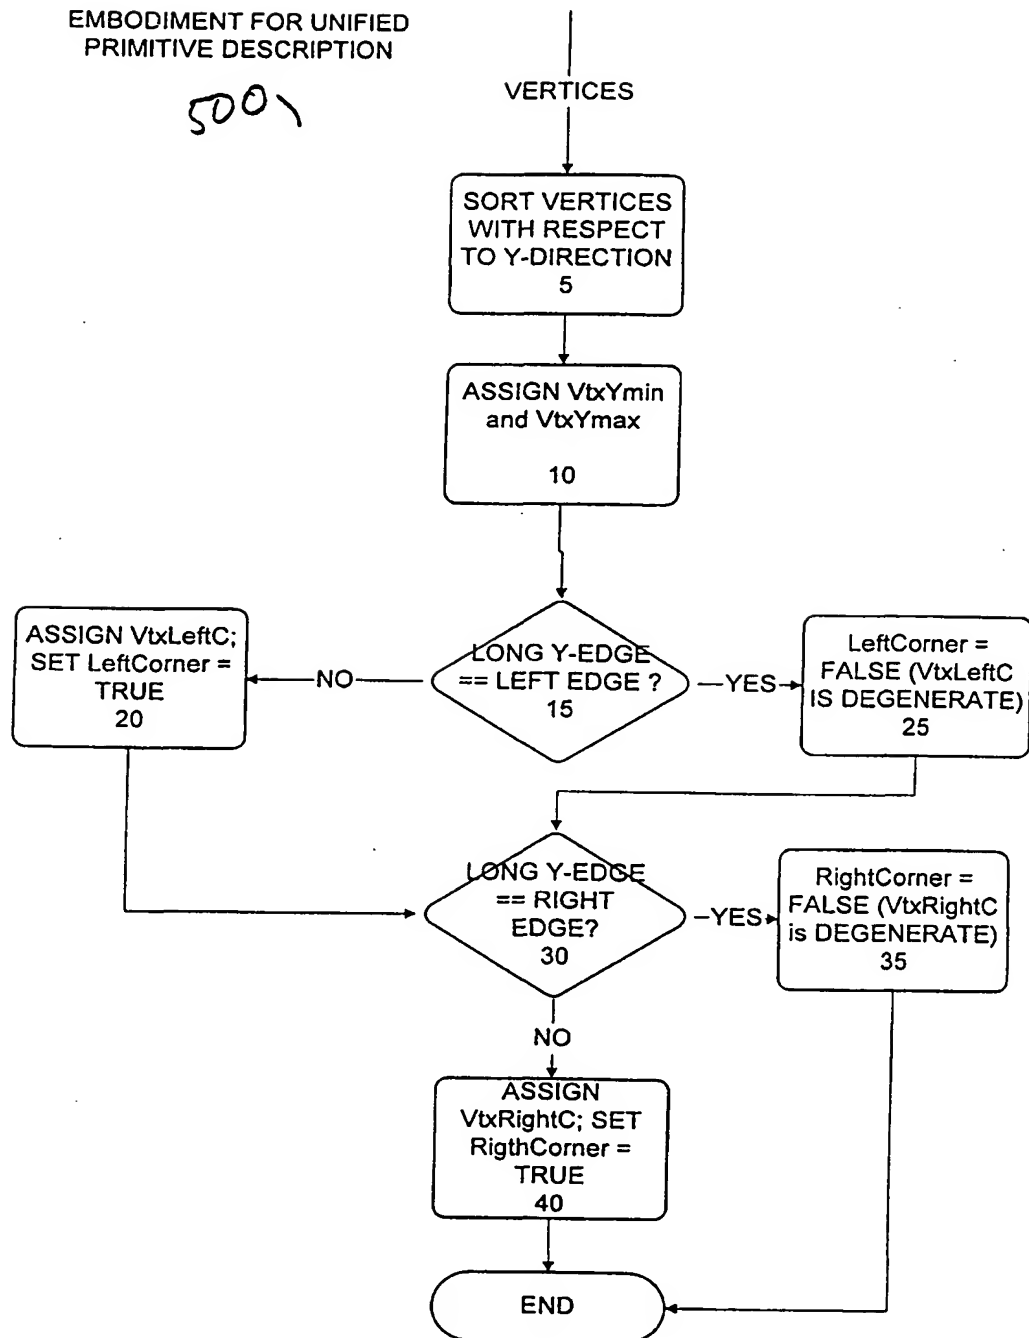 EMBODIMENT FOR UNIFIED
PRIMITIVE DESCRIPTION
500
VERTICES
SORT VERTICES
WITH RESPECT
TO Y-DIRECTION
5
ASSIGN VtxYmin
and VtxYmax
10
LONG Y-EDGE
== LEFT EDGE ?
15
NO
YES
ASSIGN VtxLeftC;
SET LeftCorner =
TRUE
20
LeftCorner =
FALSE (VtxLeftC
IS DEGENERATE)
25
LONG Y-EDGE
== RIGHT
EDGE?
30
YES
RightCorner =
FALSE (VtxRightC
is DEGENERATE)
35
NO
ASSIGN
VtxRightC; SET
RigthCorner =
TRUE
40
END